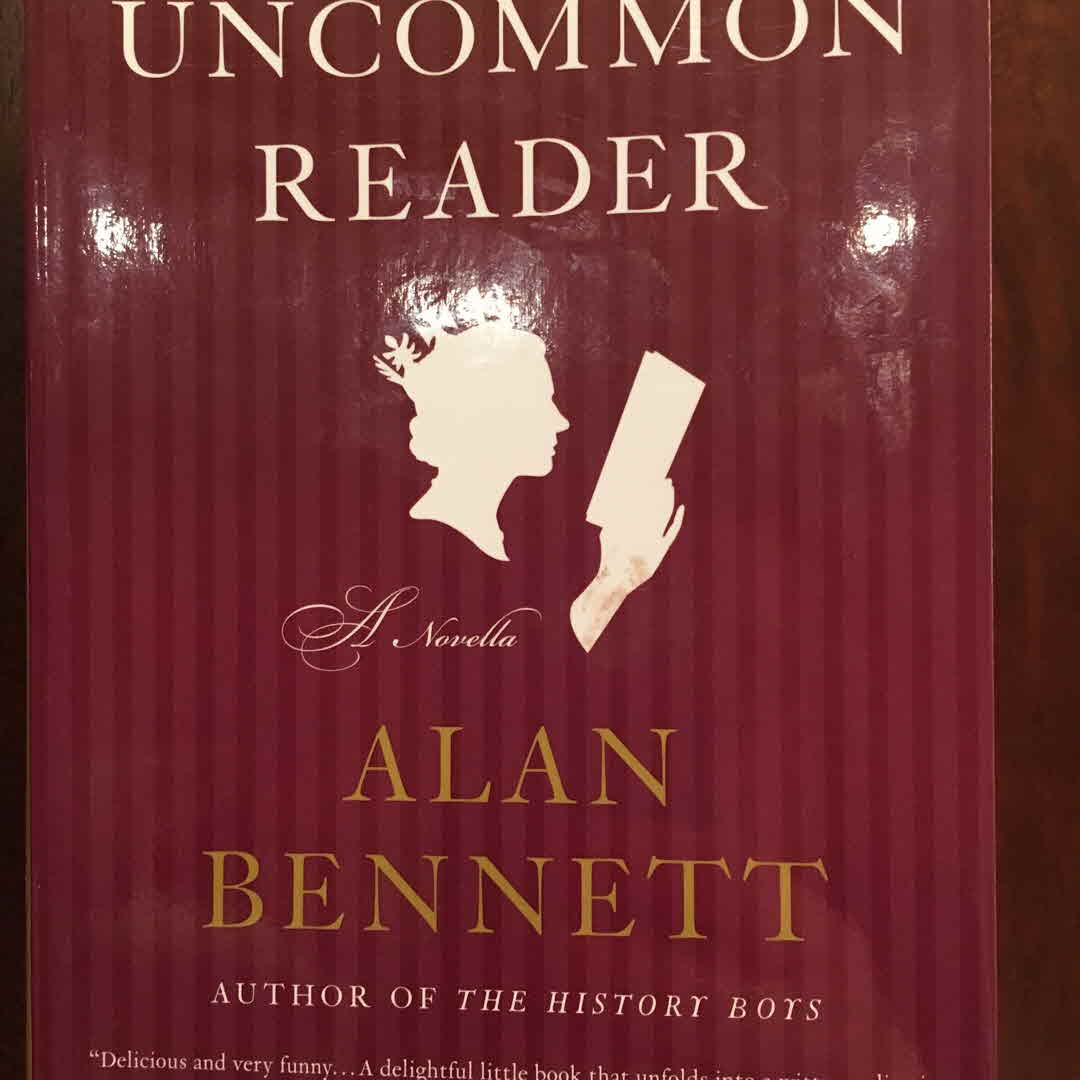 UNCOMMON
READER
A Novella
ALAN
BENNETT
AUTHOR OF THE HISTORY BOYS
“Delicious and very funny…A delightful little book that unfolds into a